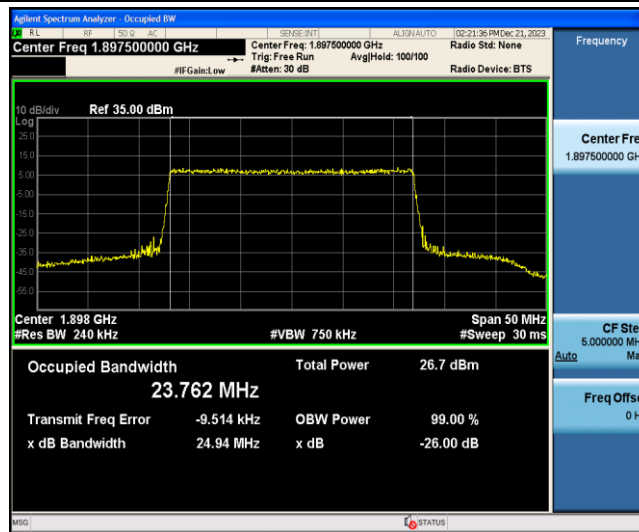 Agilent Spectrum Analyzer - Occupied BW
RL RF 50 Ω AC SENSE:INT ALIGN AUTO 02:21:36 PM Dec 21, 2023
Center Freq 1.897500000 GHz
Center Freq: 1.897500000 GHz Radio Std: None
Trig: Free Run Avg|Hold: 100/100
#IFGain:Low #Atten: 30 dB Radio Device: BTS
Frequency
10 dB/div Ref 35.00 dBm
Log
25.0
15.0
5.00
-5.00
-15.0
-25.0
-35.0
-45.0
-55.0
Center 1.898 GHz Span 50 MHz
#Res BW 240 kHz #VBW 750 kHz #Sweep 30 ms
Occupied Bandwidth Total Power 26.7 dBm
23.762 MHz
Transmit Freq Error -9.514 kHz OBW Power 99.00 %
x dB Bandwidth 24.94 MHz x dB -26.00 dB
Center Fre
1.897500000 GH
CF Ste
5.000000 MH
Auto Ma
Freq Offs
0 H
MSG STATUS